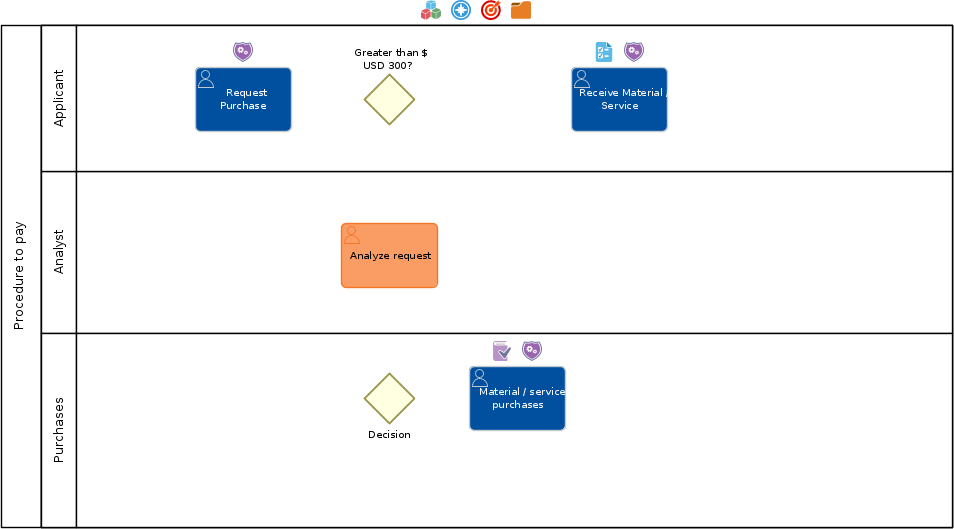 Procedure to pay
Applicant
Request
Purchase
Greater than $
USD 300?
Receive Material /
Service
Analyst
Analyze request
Purchases
Decision
Material / service
purchases